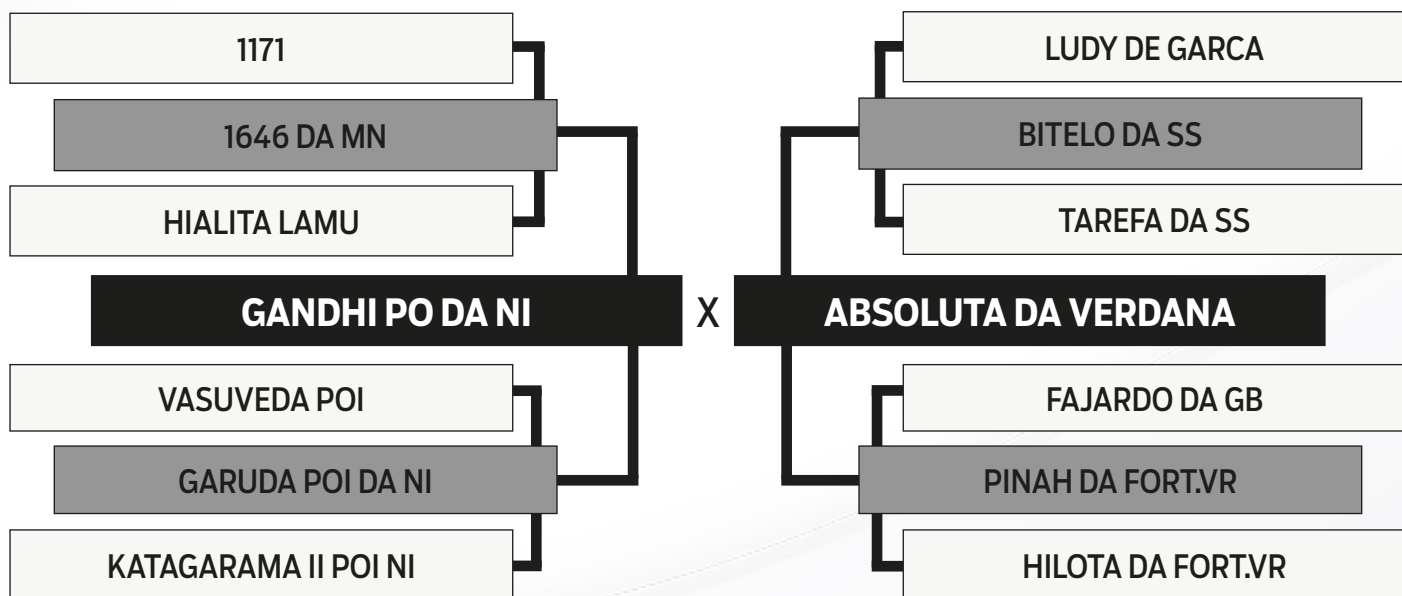 1171
1646 DA MN
HIALITA LAMU
GANDHI PO DA NI
VASUVEDA POI
GARUDA POI DA NI
KATAGARAMA II POI NI
X
LUDY DE GARCA
BITELO DA SS
TAREFA DA SS
ABSOLUTA DA VERDANA
FAJARDO DA GB
PINAH DA FORT.VR
HILOTA DA FORT.VR